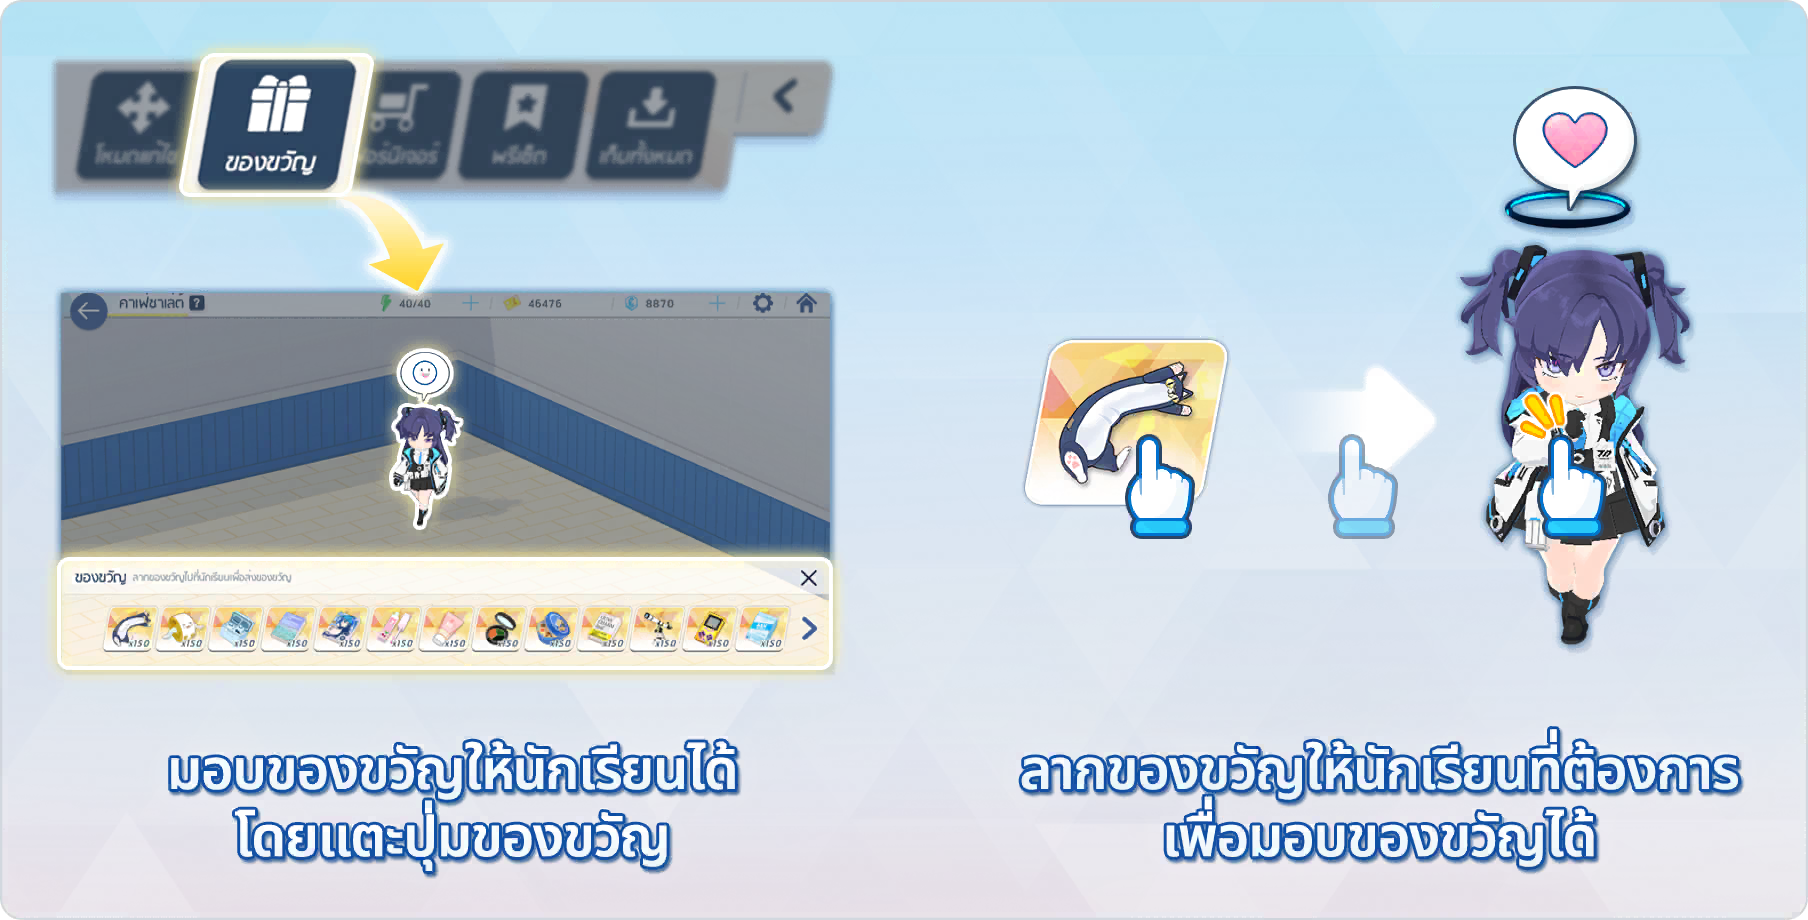 โหมดแก้ไข
ของขวัญ
พรีเซ็ต
เก็บทั้งหมด
คาเฟ่ชาเล่ต์ ?
40/40
46476
8870
ของขวัญ ลากของขวัญไปที่นักเรียนเพื่อส่งของขวัญ
x150 x150 x150 x150 x150 x150 x150 x150 x150 x150 x150 x150 x150
มอบของขวัญให้นักเรียนได้
โดยแตะปุ่มของขวัญ
ลากของขวัญให้นักเรียนที่ต้องการ
เพื่อมอบของขวัญได้